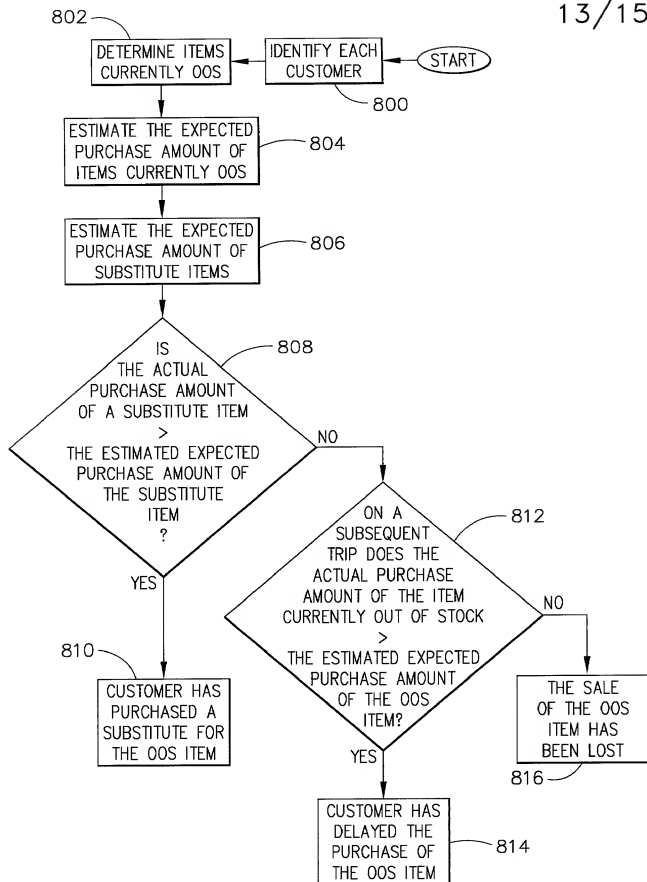 13/15
802
DETERMINE ITEMS
CURRENTLY OOS
IDENTIFY EACH
CUSTOMER
START
800
ESTIMATE THE EXPECTED
PURCHASE AMOUNT OF
ITEMS CURRENTLY OOS
804
ESTIMATE THE EXPECTED
PURCHASE AMOUNT OF
SUBSTITUTE ITEMS
806
IS
THE ACTUAL
PURCHASE AMOUNT
OF A SUBSTITUTE ITEM
>
THE ESTIMATED EXPECTED
PURCHASE AMOUNT OF
THE SUBSTITUTE
ITEM
?
808
NO
YES
810
CUSTOMER HAS
PURCHASED A
SUBSTITUTE FOR
THE OOS ITEM
ON A
SUBSEQUENT
TRIP DOES THE
ACTUAL PURCHASE
AMOUNT OF THE ITEM
CURRENTLY OUT OF STOCK
>
THE ESTIMATED EXPECTED
PURCHASE AMOUNT
OF THE OOS
ITEM?
812
NO
YES
THE SALE
OF THE OOS
ITEM HAS
BEEN LOST
816
CUSTOMER HAS
DELAYED THE
PURCHASE OF
THE OOS ITEM
814